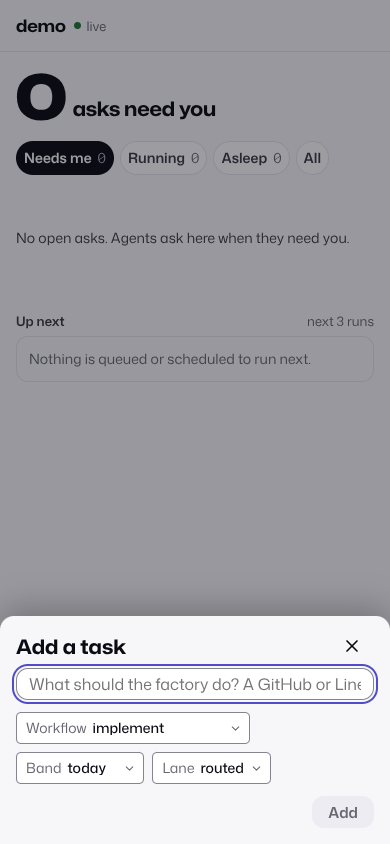 demo live
0 asks need you
Needs me 0 Running 0 Asleep 0 All
No open asks. Agents ask here when they need you.
Up next next 3 runs
Nothing is queued or scheduled to run next.
Add a task
What should the factory do? A GitHub or Line
Workflow implement
Band today Lane routed
Add